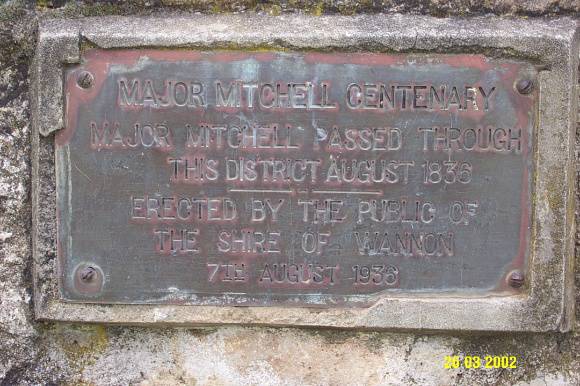 MAJOR MITCHELL CENTENARY
MAJOR MITCHELL PASSED THROUGH
THIS DISTRICT AUGUST 1836
ERECTED BY THE PUBLIC OF
THE SHIRE OF WANNON
7TH AUGUST 1936
26 03 2002